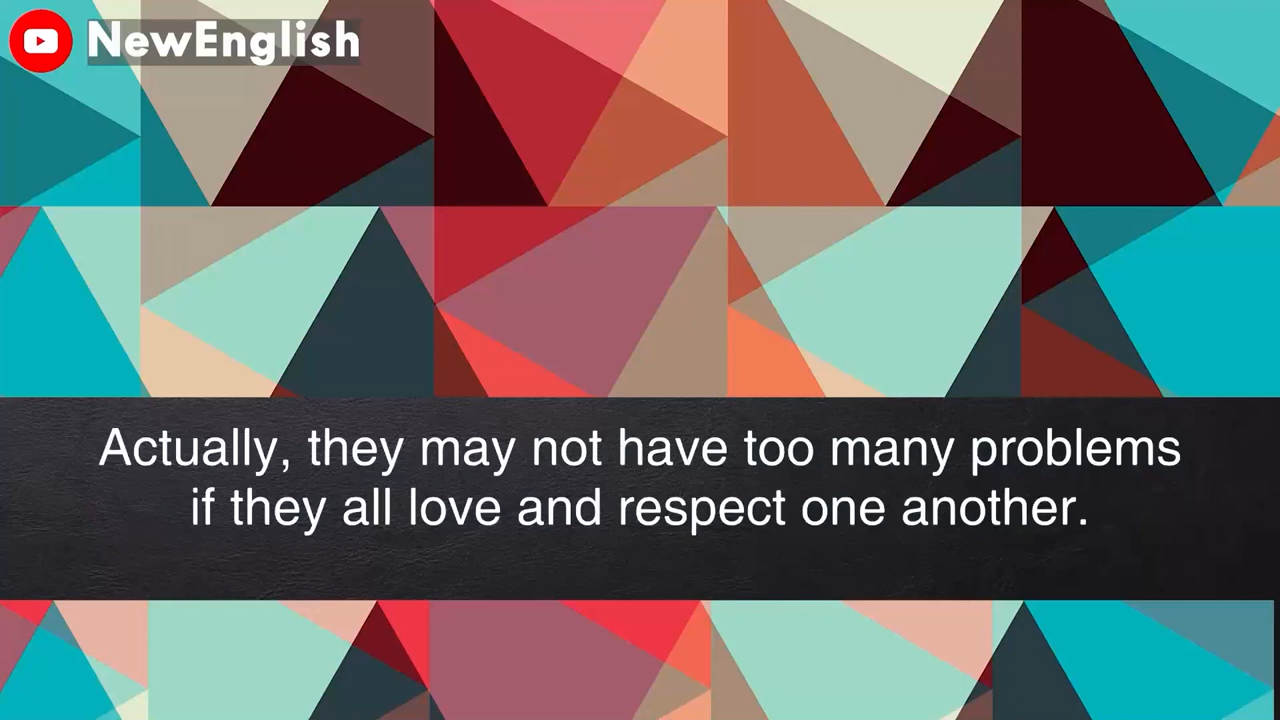 NewEnglish
Actually, they may not have too many problems
if they all love and respect one another.